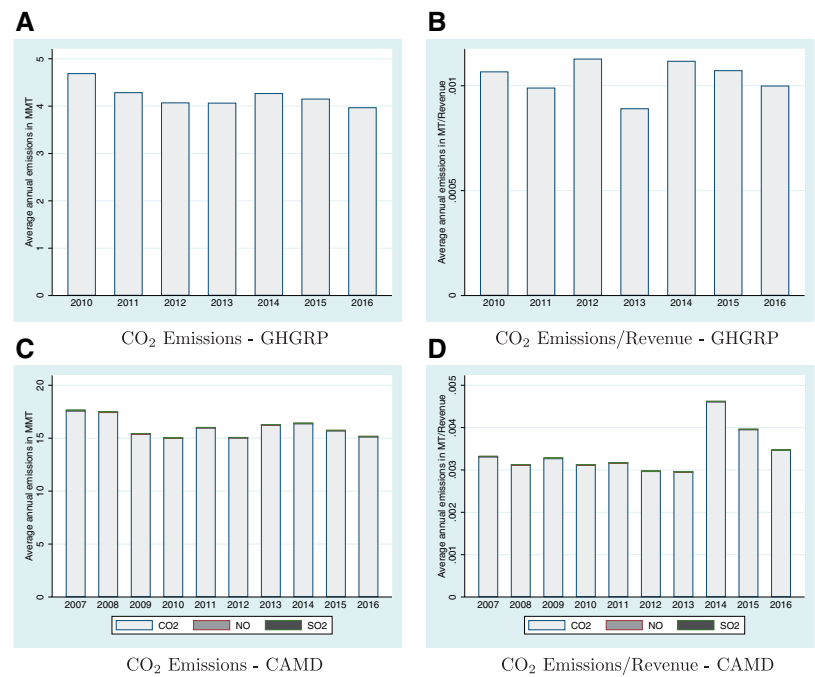 A
Average annual emissions in MMT
5
4
3
2
1
0
2010 2011 2012 2013 2014 2015 2016
CO₂ Emissions - GHGRP
B
Average annual emissions in MT/Revenue
.001
.0005
0
2010 2011 2012 2013 2014 2015 2016
CO₂ Emissions/Revenue - GHGRP
C
Average annual emissions in MMT
20
15
10
5
0
2007 2008 2009 2010 2011 2012 2013 2014 2015 2016
CO2 NO SO2
CO₂ Emissions - CAMD
D
Average annual emissions in MT/Revenue
.005
.004
.003
.002
.001
0
2007 2008 2009 2010 2011 2012 2013 2014 2015 2016
CO2 NO SO2
CO₂ Emissions/Revenue - CAMD